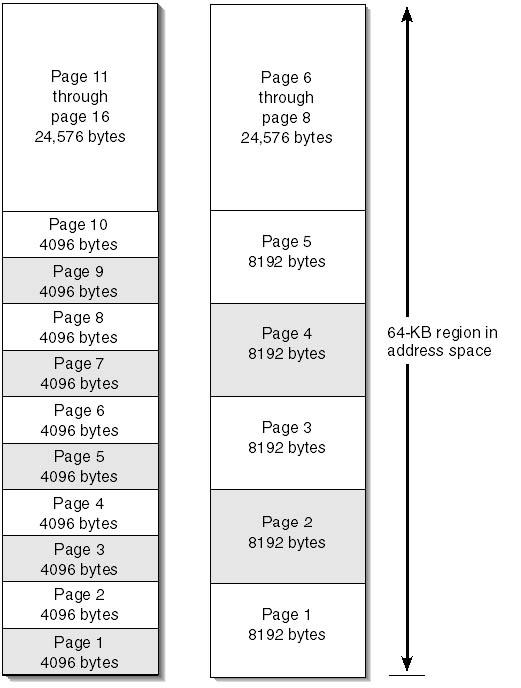 Page 11
through
page 16
24,576 bytes
Page 10
4096 bytes
Page 9
4096 bytes
Page 8
4096 bytes
Page 7
4096 bytes
Page 6
4096 bytes
Page 5
4096 bytes
Page 4
4096 bytes
Page 3
4096 bytes
Page 2
4096 bytes
Page 1
4096 bytes
Page 6
through
page 8
24,576 bytes
Page 5
8192 bytes
Page 4
8192 bytes
Page 3
8192 bytes
Page 2
8192 bytes
Page 1
8192 bytes
64-KB region in
address space